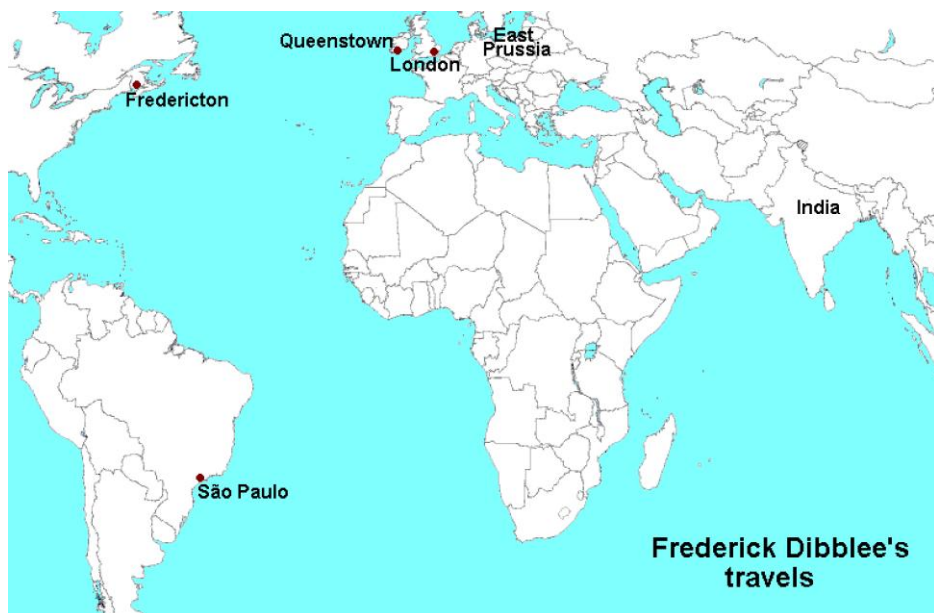 Queenstown
East
Prussia
London
Fredericton
India
São Paulo
Frederick Dibblee's
travels